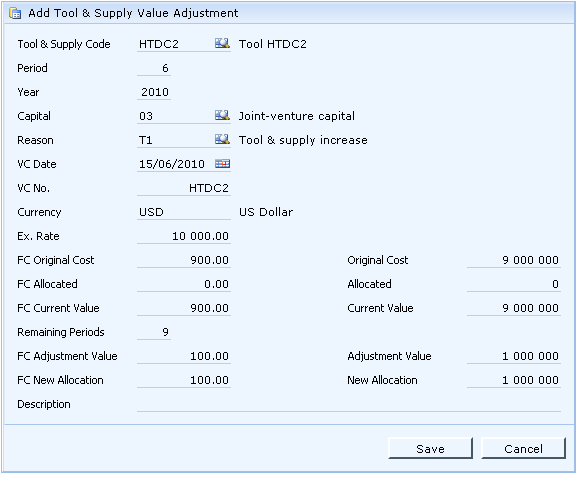 Add Tool & Supply Value Adjustment
Tool & Supply Code HTDC2 Tool HTDC2
Period 6
Year 2010
Capital 03 Joint-venture capital
Reason T1 Tool & supply increase
VC Date 15/06/2010
VC No. HTDC2
Currency USD US Dollar
Ex. Rate 10 000.00
FC Original Cost 900.00 Original Cost 9 000 000
FC Allocated 0.00 Allocated 0
FC Current Value 900.00 Current Value 9 000 000
Remaining Periods 9
FC Adjustment Value 100.00 Adjustment Value 1 000 000
FC New Allocation 100.00 New Allocation 1 000 000
Description
Save Cancel